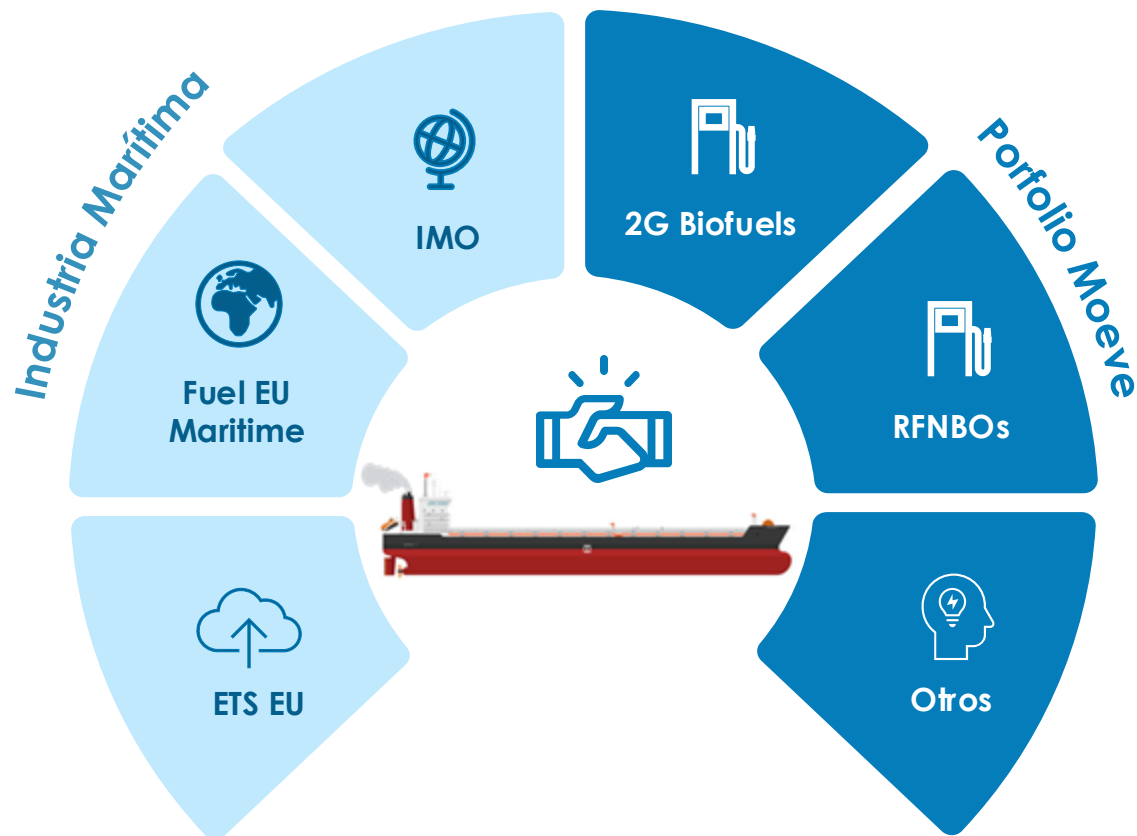 Industria Marítima
IMO
Fuel EU
Maritime
ETS EU
Porfolio Moeve
2G Biofuels
RFNBOs
Otros